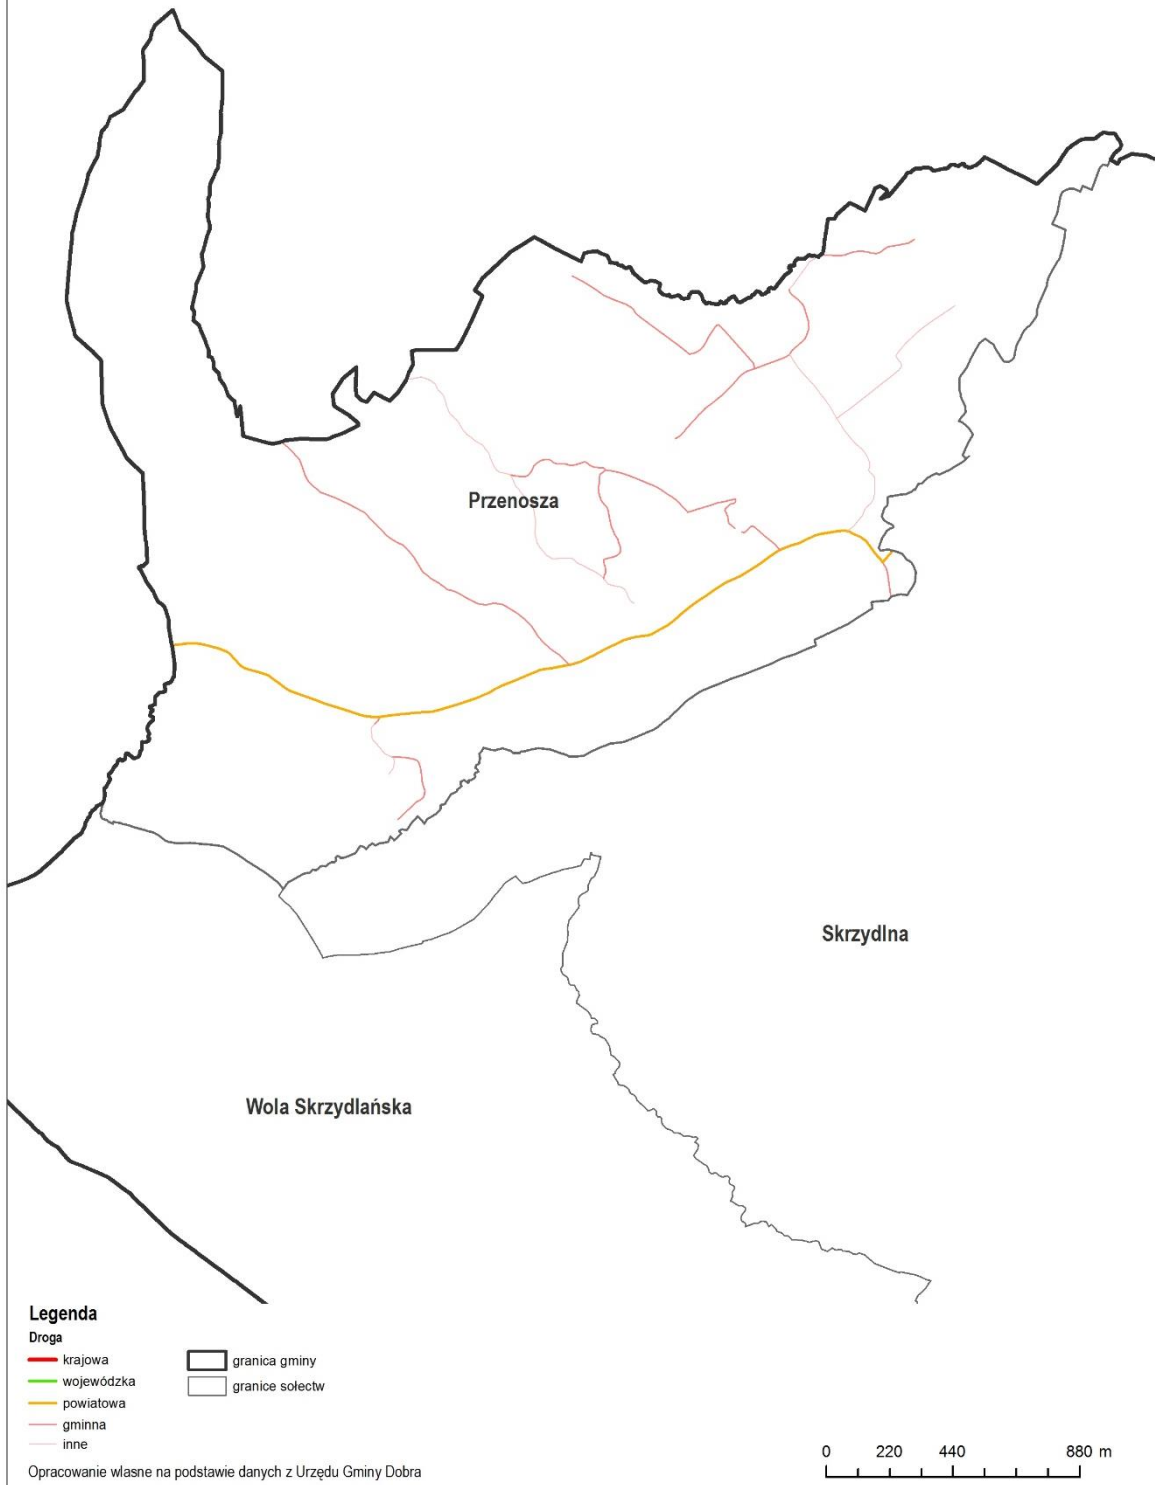 Przenosza
Skrzydlna
Wola Skrzydlańska
Legenda
Droga
krajowa
wojewódzka
powiatowa
gminna
inne
granica gminy
granice sołectw
0 220 440 880 m
Opracowanie wlasne na podstawie danych z Urzędu Gminy Dobra